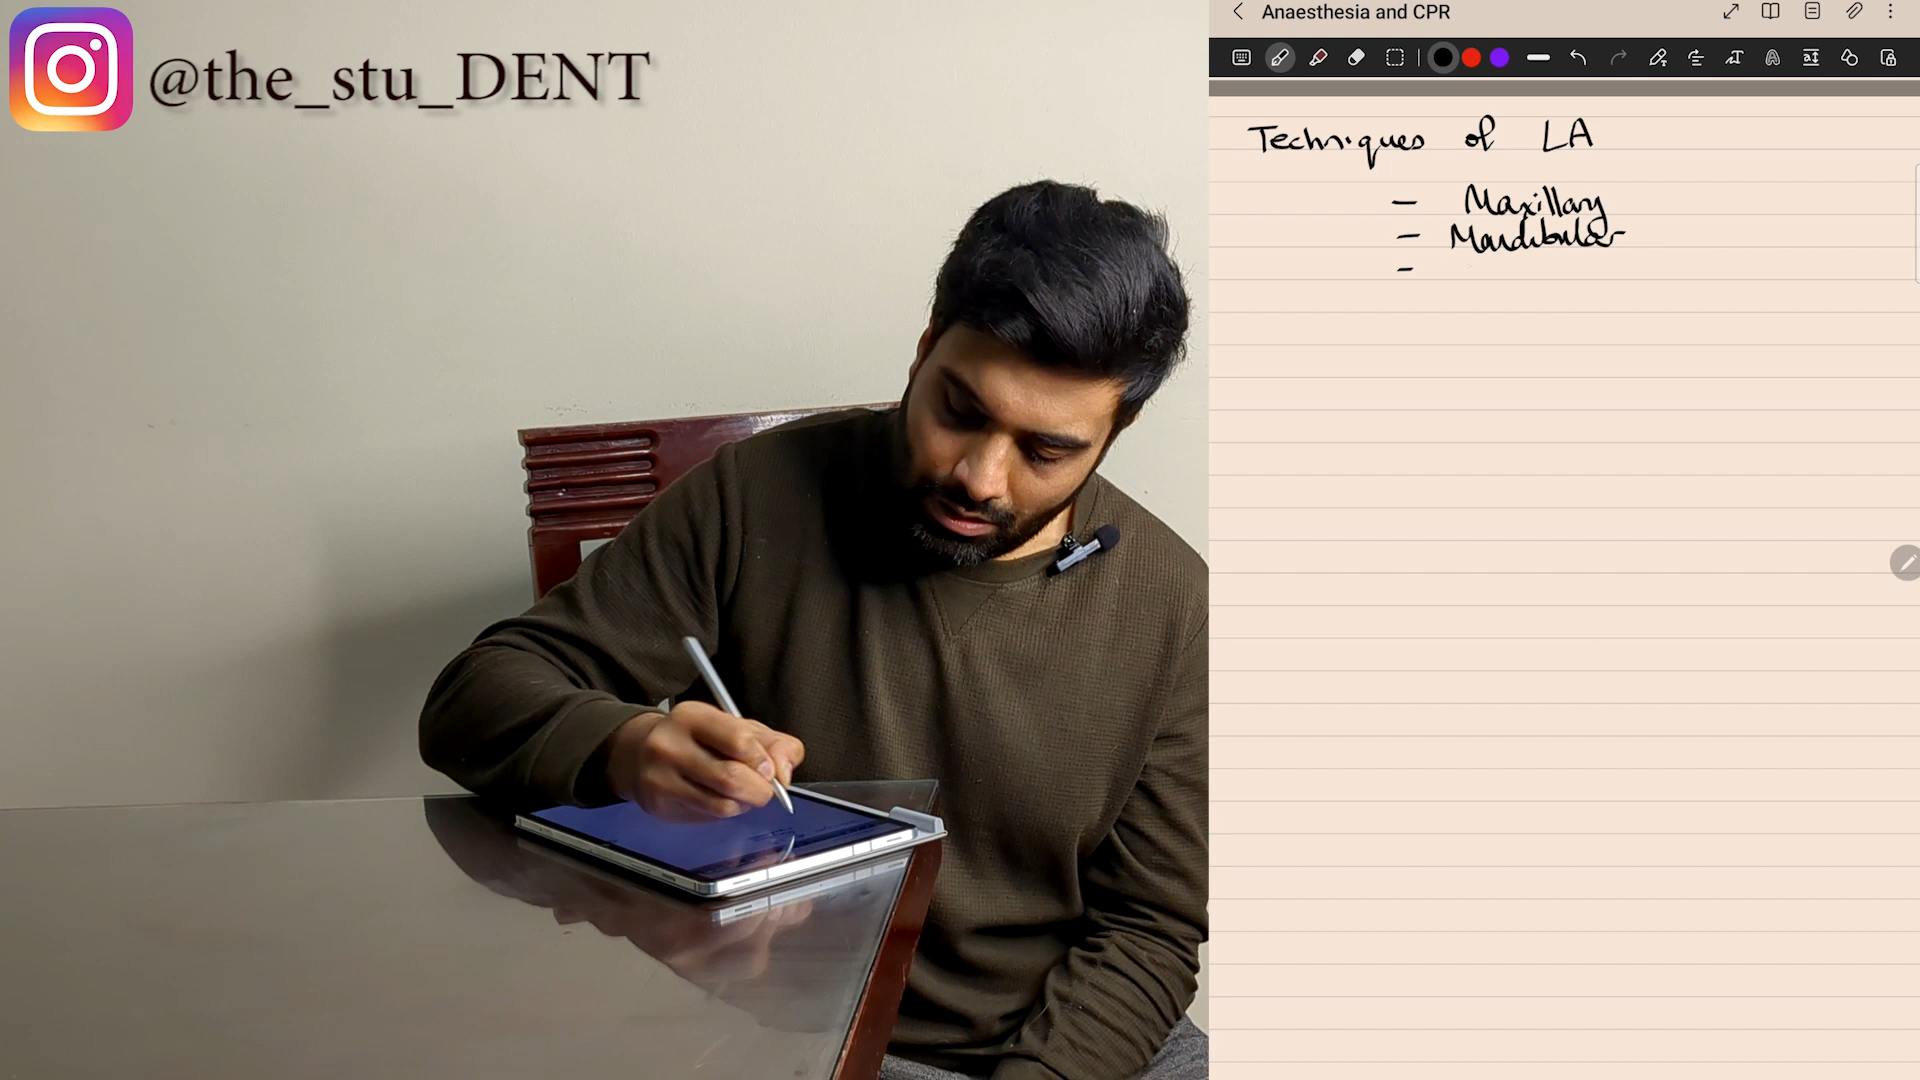 @the_stu_DENT
Anaesthesia and CPR
Techniques of LA
- Maxillary
- Mandibular
-